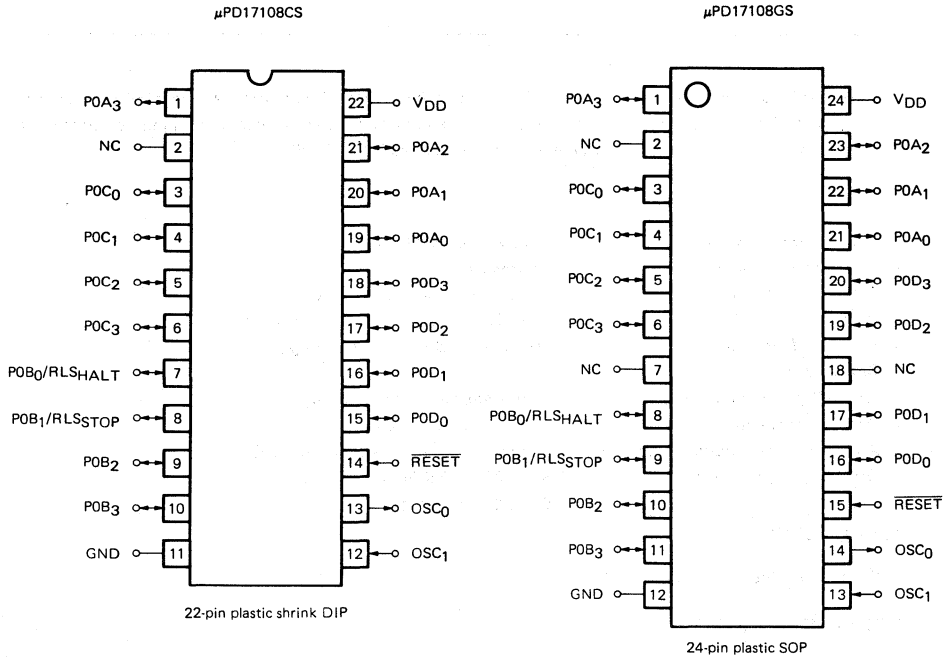 μPD17108CS
P0A3 1
NC 2
P0C0 3
P0C1 4
P0C2 5
P0C3 6
P0B0/RLSHALT 7
P0B1/RLSSTOP 8
P0B2 9
P0B3 10
GND 11
22 VDD
21 P0A2
20 P0A1
19 P0A0
18 P0D3
17 P0D2
16 P0D1
15 P0D0
14 RESET
13 OSC0
12 OSC1
22-pin plastic shrink DIP
μPD17108GS
P0A3 1
NC 2
P0C0 3
P0C1 4
P0C2 5
P0C3 6
NC 7
P0B0/RLSHALT 8
P0B1/RLSSTOP 9
P0B2 10
P0B3 11
GND 12
24 VDD
23 P0A2
22 P0A1
21 P0A0
20 P0D3
19 P0D2
18 NC
17 P0D1
16 P0D0
15 RESET
14 OSC0
13 OSC1
24-pin plastic SOP